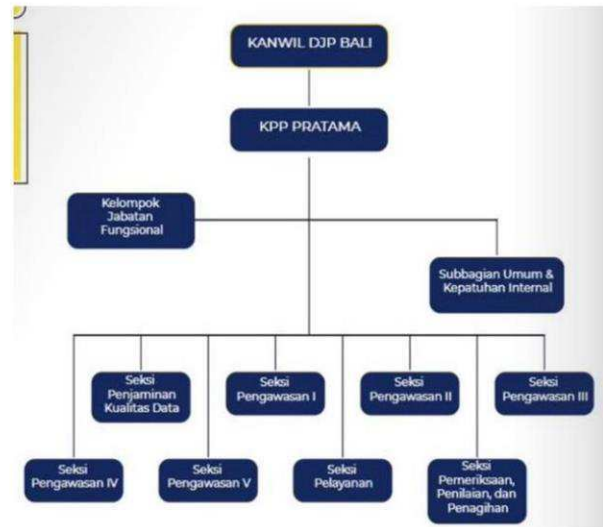 KANWIL DJP BALI
KPP PRATAMA
Kelompok
Jabatan
Fungsional
Subbagian Umum &
Kepatuhan Internal
Seksi
Penjaminan
Kualitas Data
Seksi
Pengawasan I
Seksi
Pengawasan II
Seksi
Pengawasan III
Seksi
Pengawasan IV
Seksi
Pengawasan V
Seksi
Pelayanan
Seksi
Pemeriksaan,
Penilaian, dan
Penagihan